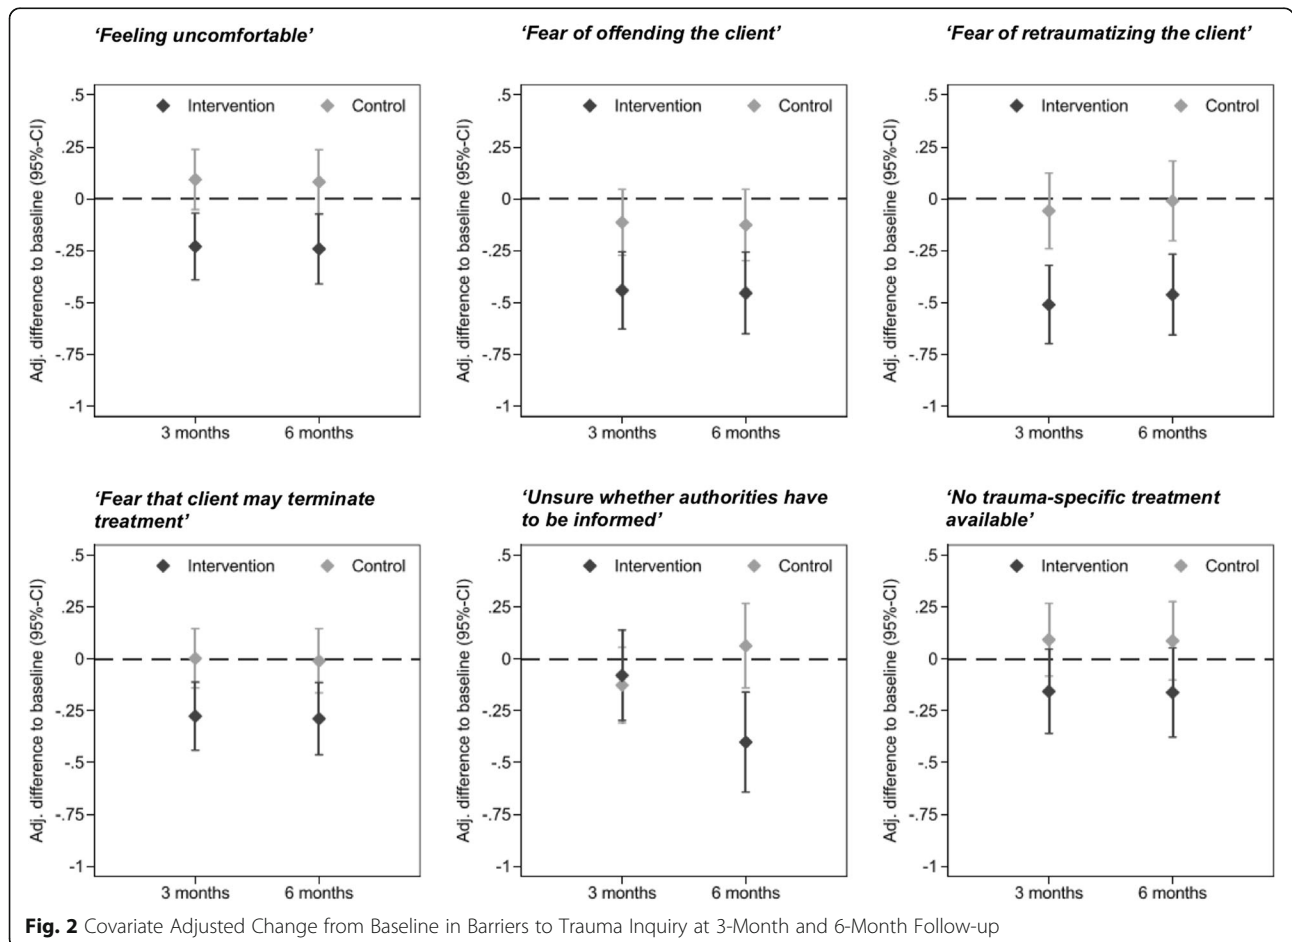 ‘Feeling uncomfortable’
‘Fear of offending the client’
‘Fear of retraumatizing the client’
Adj. difference to baseline (95%-CI)
.5
.25
0
-.25
-.5
-.75
-1
Intervention
Control
3 months
6 months
Adj. difference to baseline (95%-CI)
.5
.25
0
-.25
-.5
-.75
-1
Intervention
Control
3 months
6 months
Adj. difference to baseline (95%-CI)
.5
.25
0
-.25
-.5
-.75
-1
Intervention
Control
3 months
6 months
‘Fear that client may terminate
treatment’
‘Unsure whether authorities have
to be informed’
‘No trauma-specific treatment
available’
Adj. difference to baseline (95%-CI)
.5
.25
0
-.25
-.5
-.75
-1
Intervention
Control
3 months
6 months
Adj. difference to baseline (95%-CI)
.5
.25
0
-.25
-.5
-.75
-1
Intervention
Control
3 months
6 months
Adj. difference to baseline (95%-CI)
.5
.25
0
-.25
-.5
-.75
-1
Intervention
Control
3 months
6 months
Fig. 2 Covariate Adjusted Change from Baseline in Barriers to Trauma Inquiry at 3-Month and 6-Month Follow-up